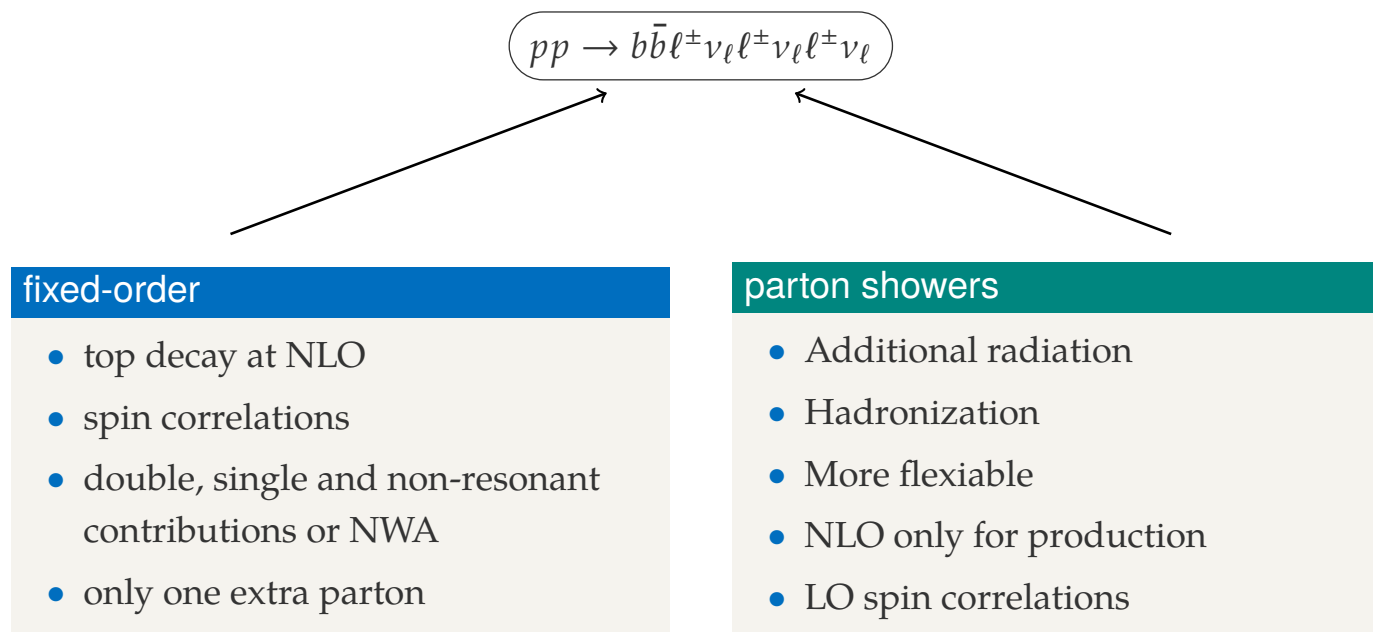 pp → bb̄ℓ±νℓℓ±νℓℓ±νℓ
fixed-order
• top decay at NLO
• spin correlations
• double, single and non-resonant
contributions or NWA
• only one extra parton
parton showers
• Additional radiation
• Hadronization
• More flexiable
• NLO only for production
• LO spin correlations